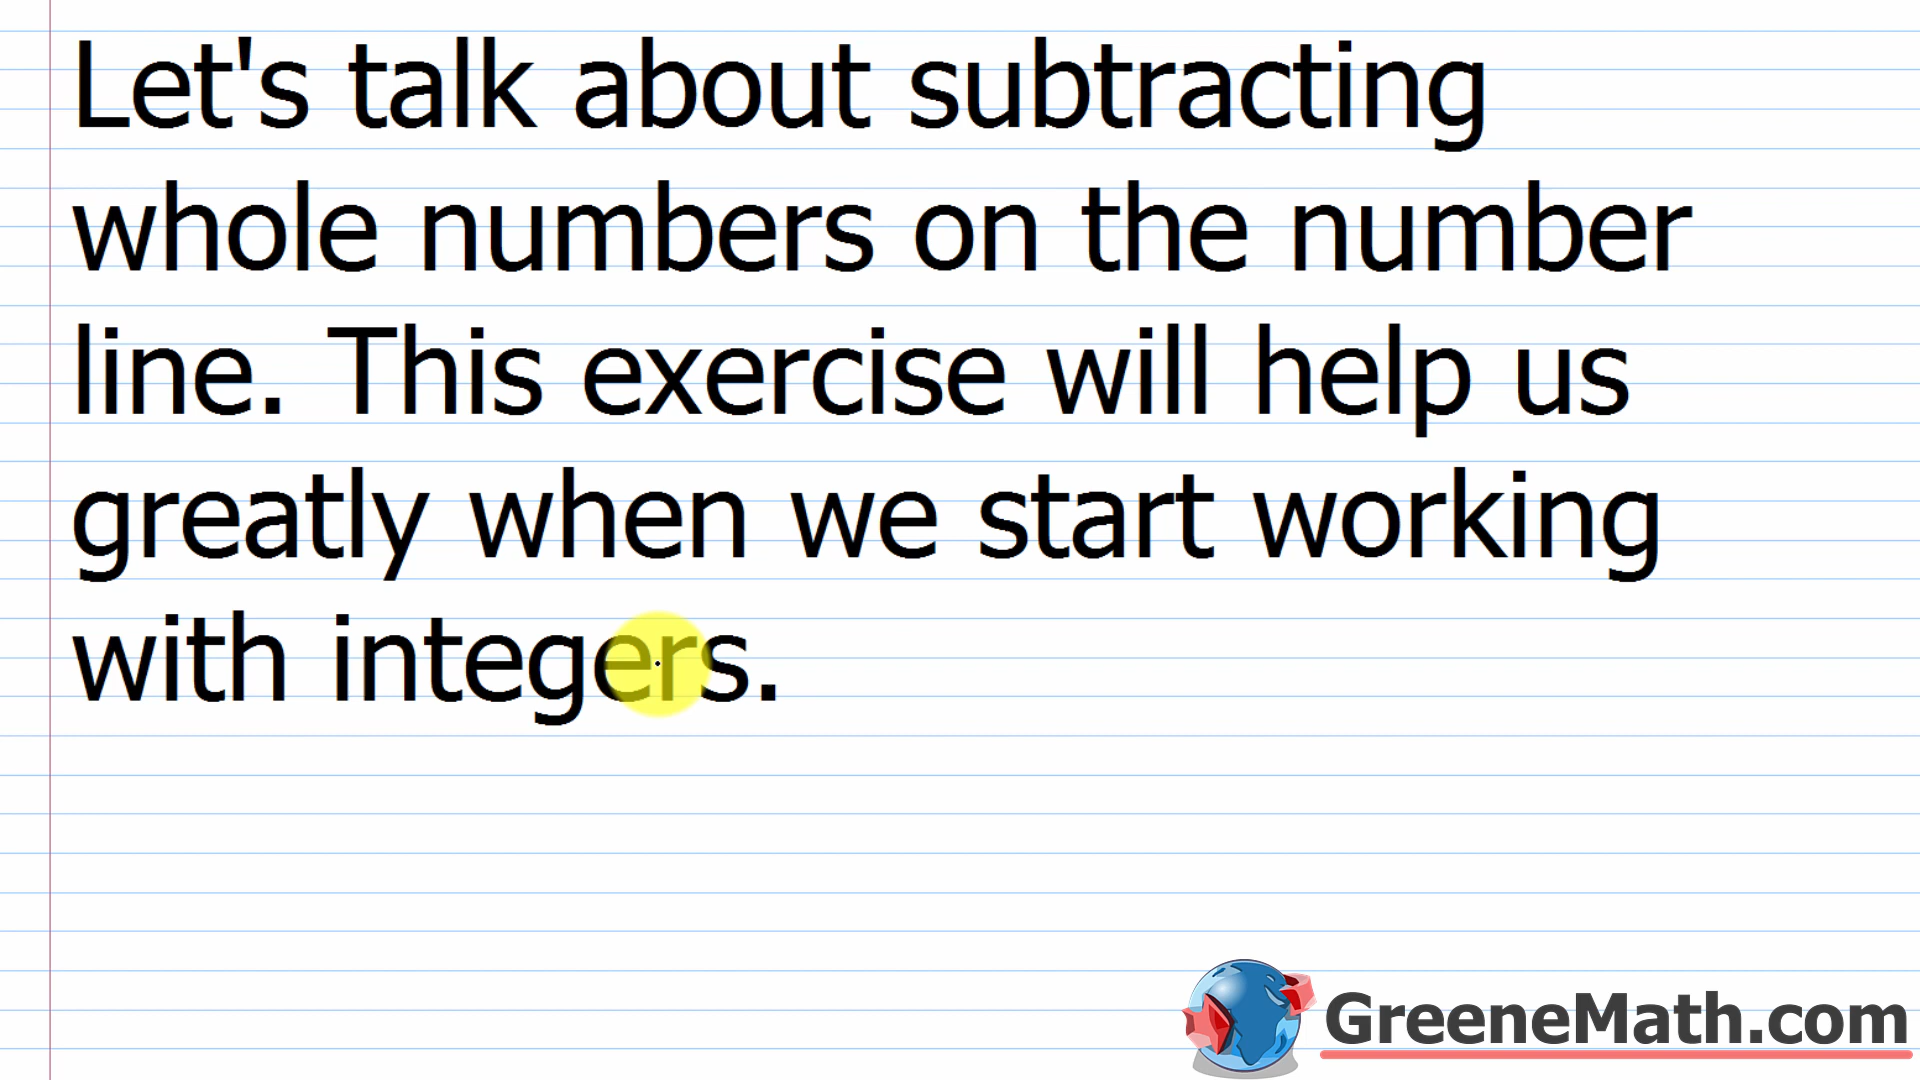 Let's talk about subtracting
whole numbers on the number
line. This exercise will help us
greatly when we start working
with integers.
GreeneMath.com